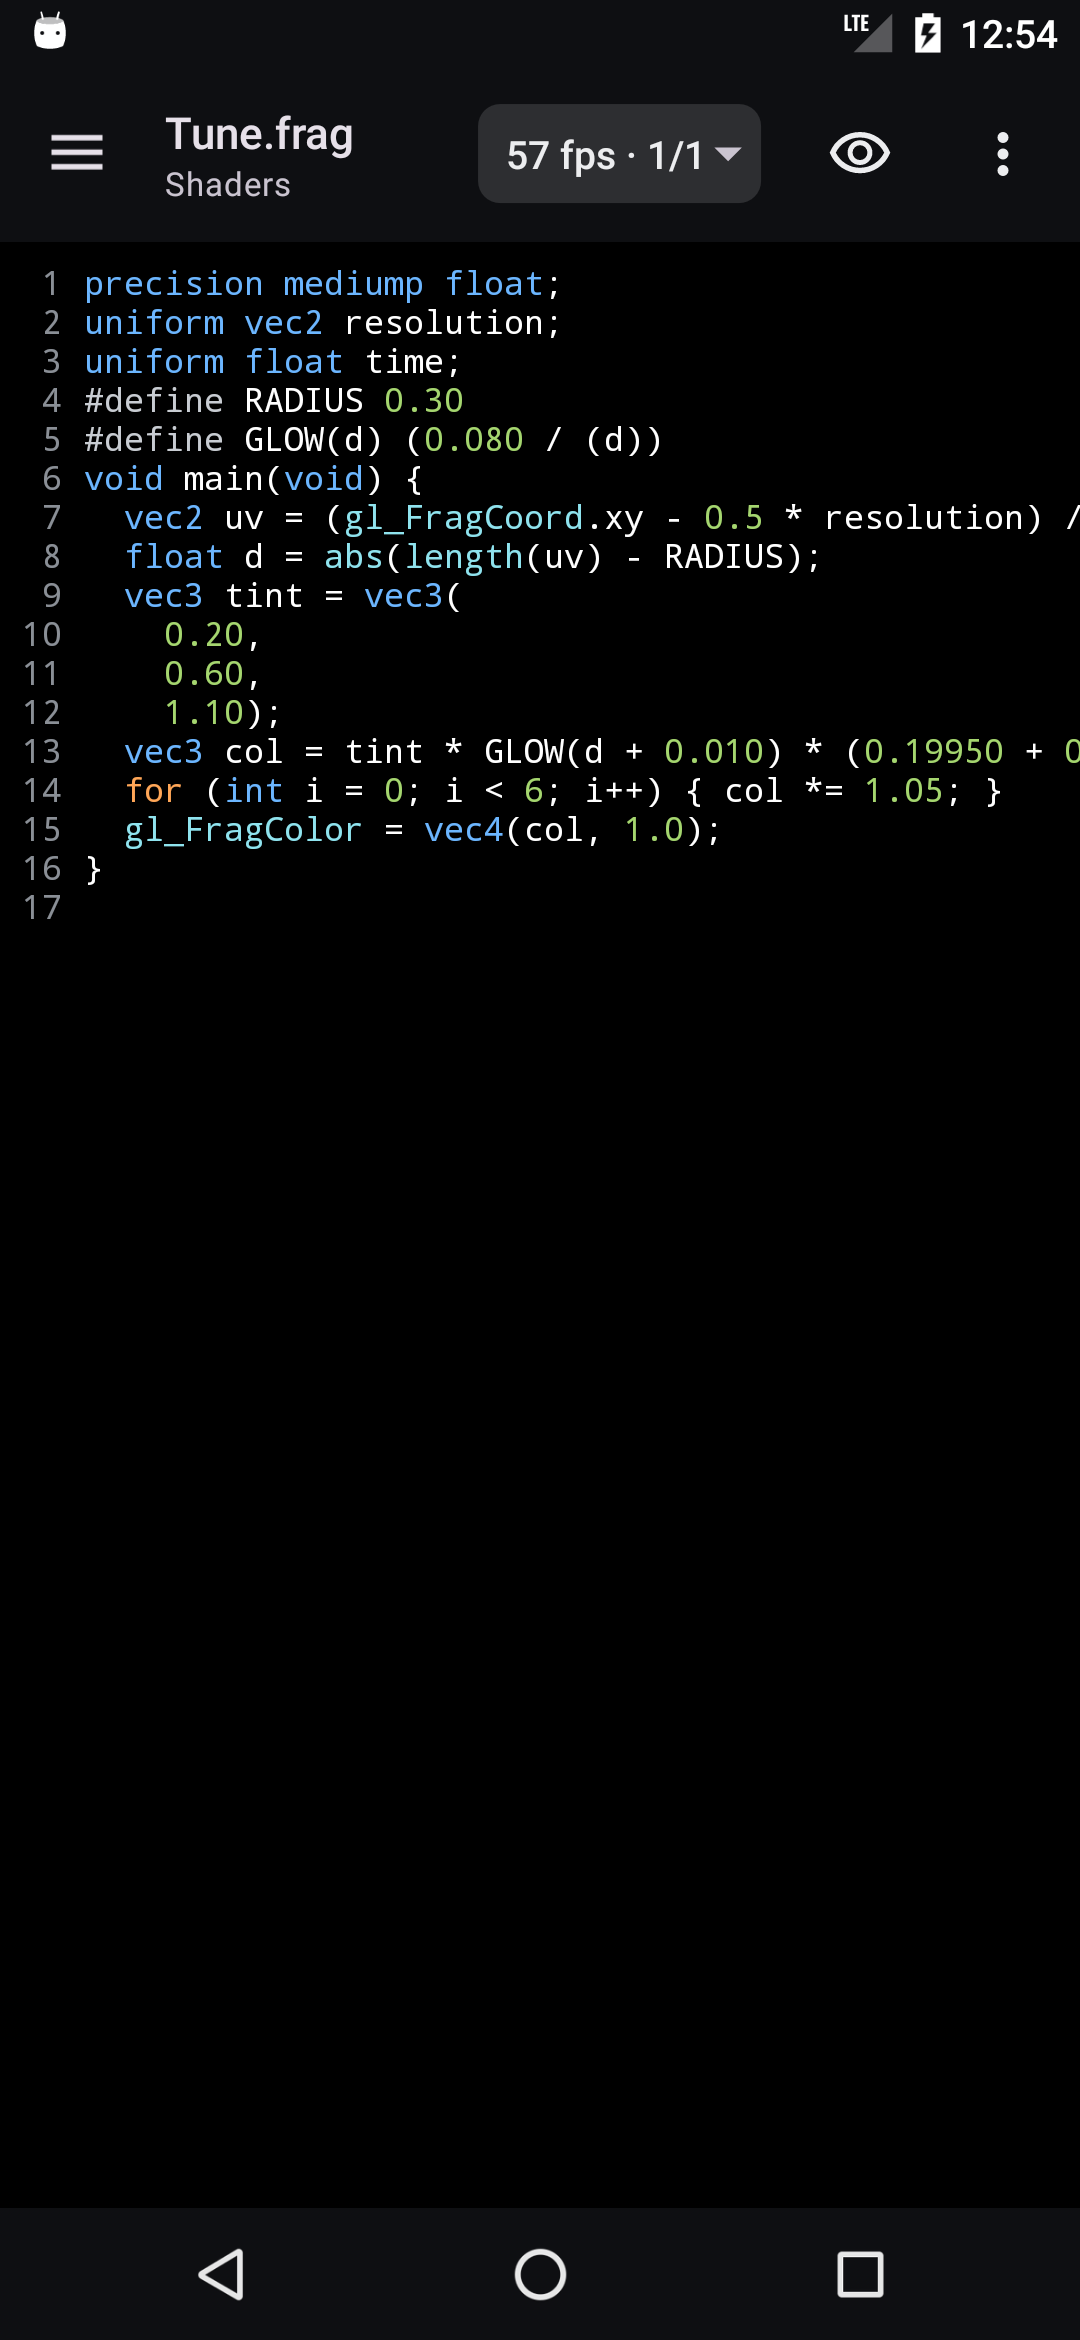 LTE 12:54
Tune.frag
Shaders
57 fps · 1/1
1 precision mediump float;
2 uniform vec2 resolution;
3 uniform float time;
4 #define RADIUS 0.30
5 #define GLOW(d) (0.080 / (d))
6 void main(void) {
7 vec2 uv = (gl_FragCoord.xy - 0.5 * resolution) /
8 float d = abs(length(uv) - RADIUS);
9 vec3 tint = vec3(
10 0.20,
11 0.60,
12 1.10);
13 vec3 col = tint * GLOW(d + 0.010) * (0.19950 + 0
14 for (int i = 0; i < 6; i++) { col *= 1.05; }
15 gl_FragColor = vec4(col, 1.0);
16 }
17